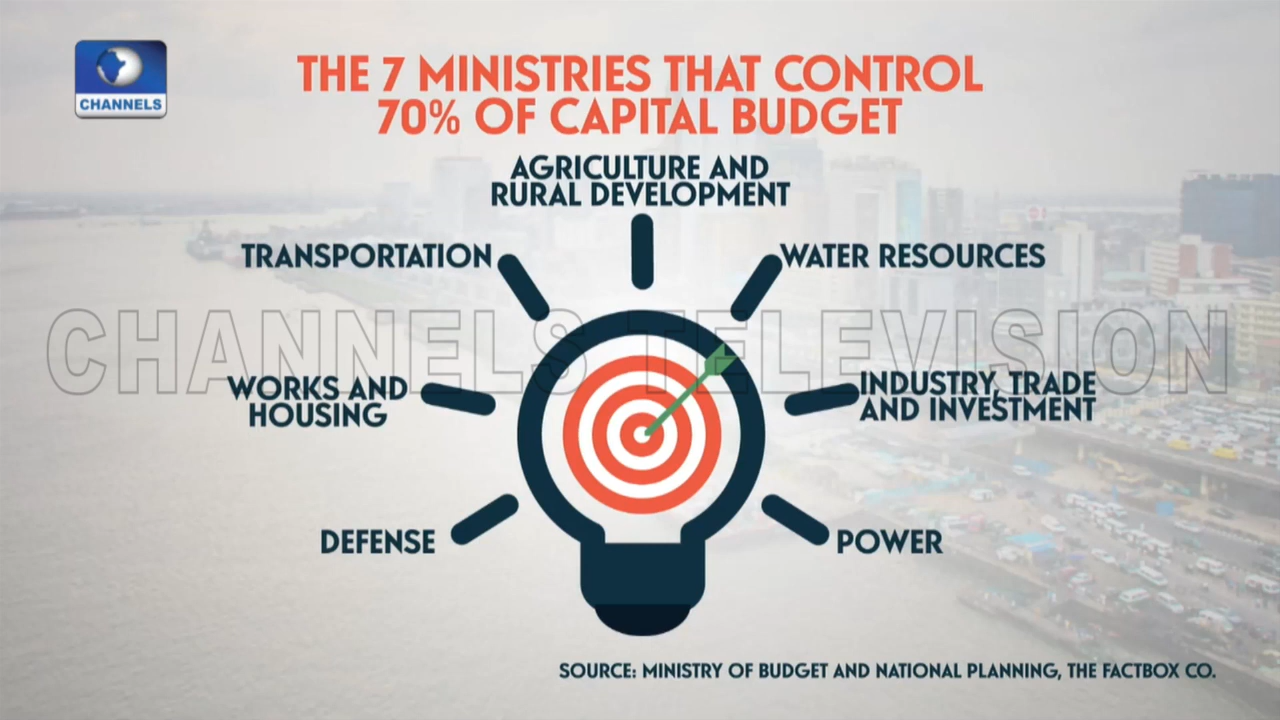 CHANNELS
THE 7 MINISTRIES THAT CONTROL
70% OF CAPITAL BUDGET
AGRICULTURE AND
RURAL DEVELOPMENT
TRANSPORTATION
WATER RESOURCES
CHANNELS TELEVISION
WORKS AND
HOUSING
INDUSTRY, TRADE
AND INVESTMENT
DEFENSE
POWER
SOURCE: MINISTRY OF BUDGET AND NATIONAL PLANNING, THE FACTBOX CO.